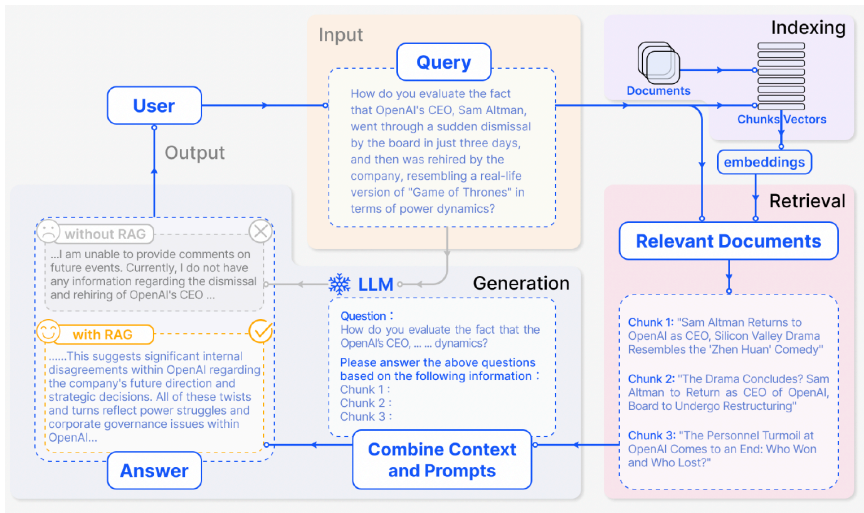 Input
Indexing
Query
User
Documents
Chunks Vectors
How do you evaluate the fact
that OpenAI's CEO, Sam Altman,
went through a sudden dismissal
by the board in just three days,
and then was rehired by the
company, resembling a real-life
version of "Game of Thrones" in
terms of power dynamics?
Output
embeddings
Retrieval
Relevant Documents
without RAG
...I am unable to provide comments on
future events. Currently, I do not have
any information regarding the dismissal
and rehiring of OpenAI's CEO ...
LLM
Generation
Question :
How do you evaluate the fact that the
OpenAI's CEO, ... ... dynamics?
Please answer the above questions
based on the following information :
Chunk 1 :
Chunk 2 :
Chunk 3 :
Chunk 1: "Sam Altman Returns to
OpenAI as CEO, Silicon Valley Drama
Resembles the 'Zhen Huan' Comedy"
Chunk 2: "The Drama Concludes? Sam
Altman to Return as CEO of OpenAI,
Board to Undergo Restructuring"
Chunk 3: "The Personnel Turmoil at
OpenAI Comes to an End: Who Won
and Who Lost?"
with RAG
......This suggests significant internal
disagreements within OpenAI regarding
the company's future direction and
strategic decisions. All of these twists
and turns reflect power struggles and
corporate governance issues within
OpenAI...
Answer
Combine Context
and Prompts